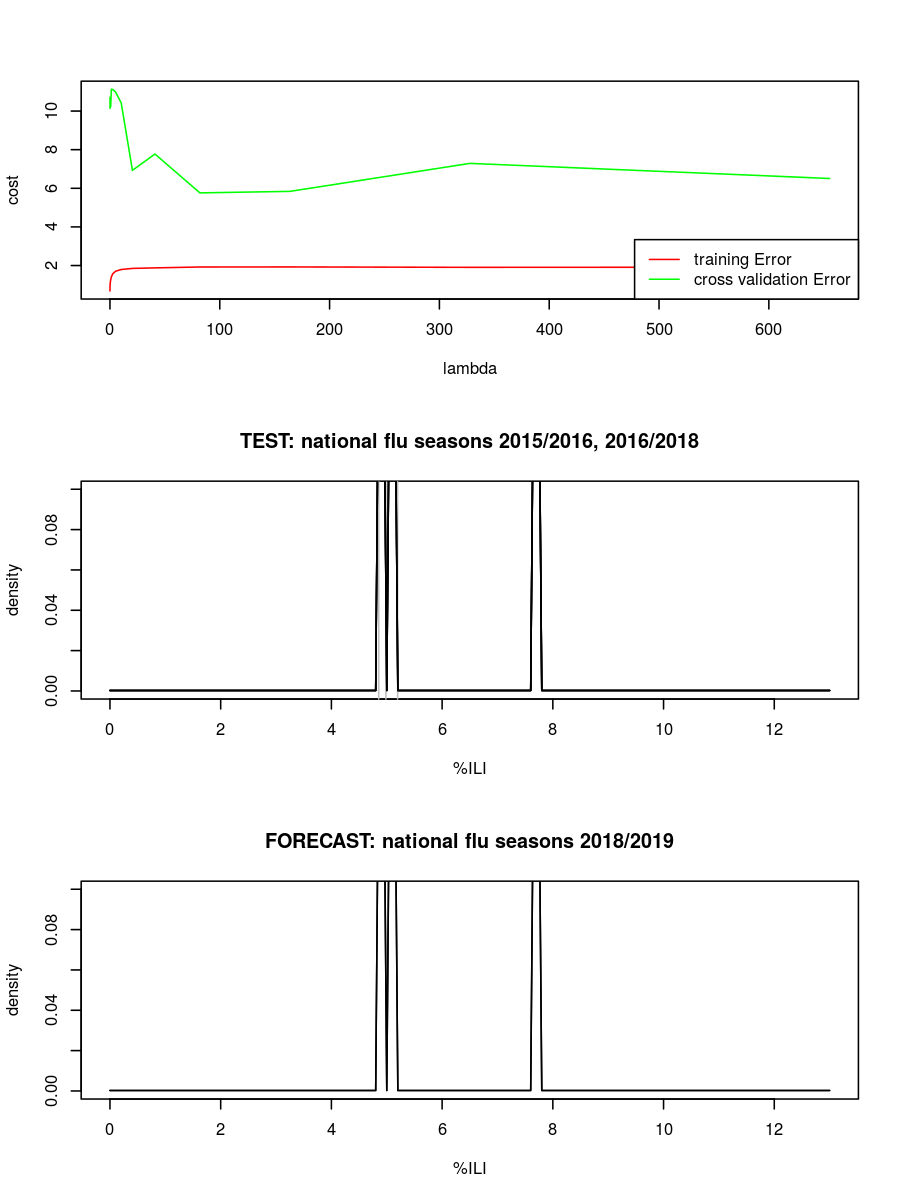 cost
10
8
6
4
2
training Error
cross validation Error
0 100 200 300 400 500 600
lambda
TEST: national flu seasons 2015/2016, 2016/2018
density
0.08
0.04
0.00
0 2 4 6 8 10 12
%ILI
FORECAST: national flu seasons 2018/2019
density
0.08
0.04
0.00
0 2 4 6 8 10 12
%ILI